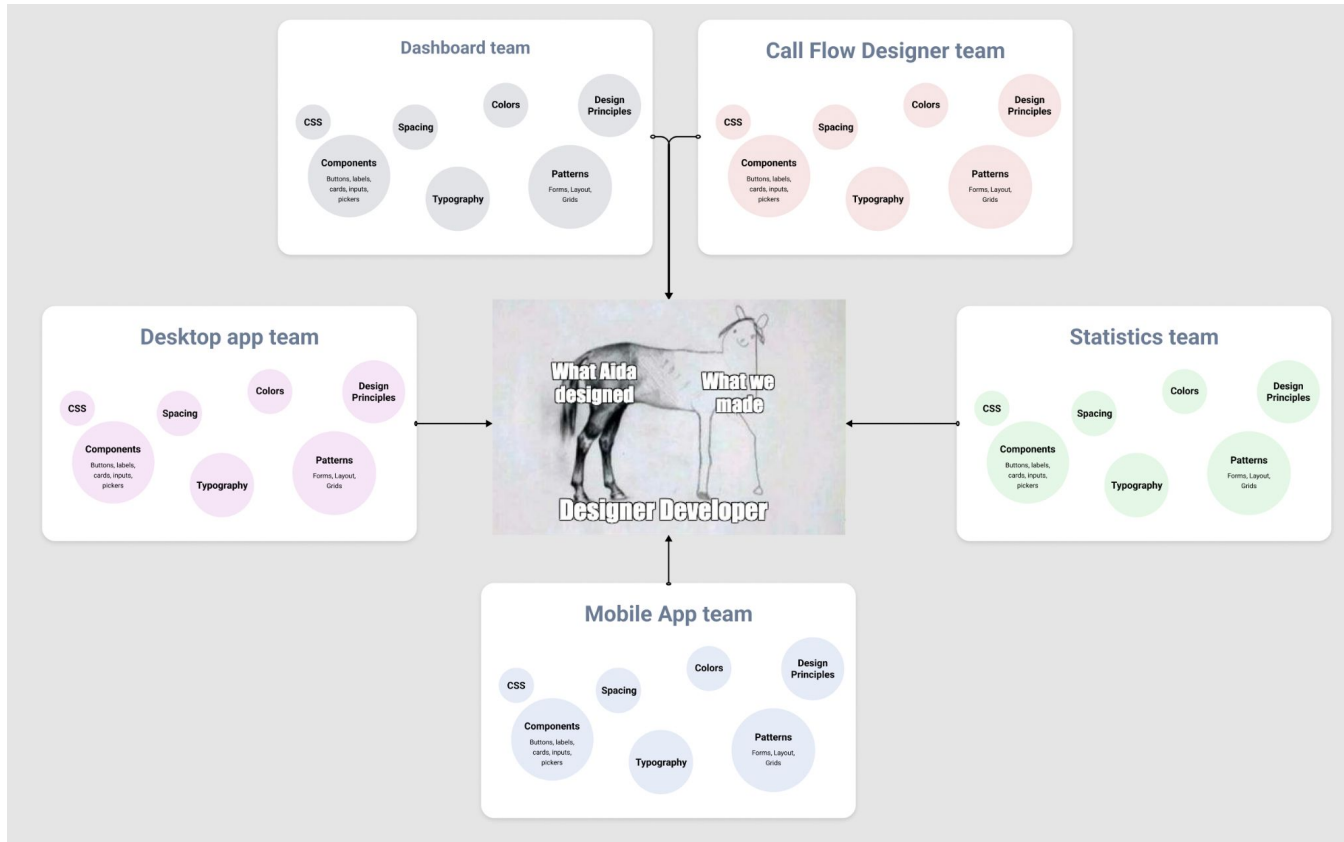 Dashboard team
CSS
Spacing
Colors
Design
Principles
Components
Buttons, labels,
cards, inputs,
pickers
Typography
Patterns
Forms, Layout,
Grids
Call Flow Designer team
CSS
Spacing
Colors
Design
Principles
Components
Buttons, labels,
cards, inputs,
pickers
Typography
Patterns
Forms, Layout,
Grids
Desktop app team
CSS
Spacing
Colors
Design
Principles
Components
Buttons, labels,
cards, inputs,
pickers
Typography
Patterns
Forms, Layout,
Grids
What Aida
designed
What we
made
Designer Developer
Statistics team
CSS
Spacing
Colors
Design
Principles
Components
Buttons, labels,
cards, inputs,
pickers
Typography
Patterns
Forms, Layout,
Grids
Mobile App team
CSS
Spacing
Colors
Design
Principles
Components
Buttons, labels,
cards, inputs,
pickers
Typography
Patterns
Forms, Layout,
Grids